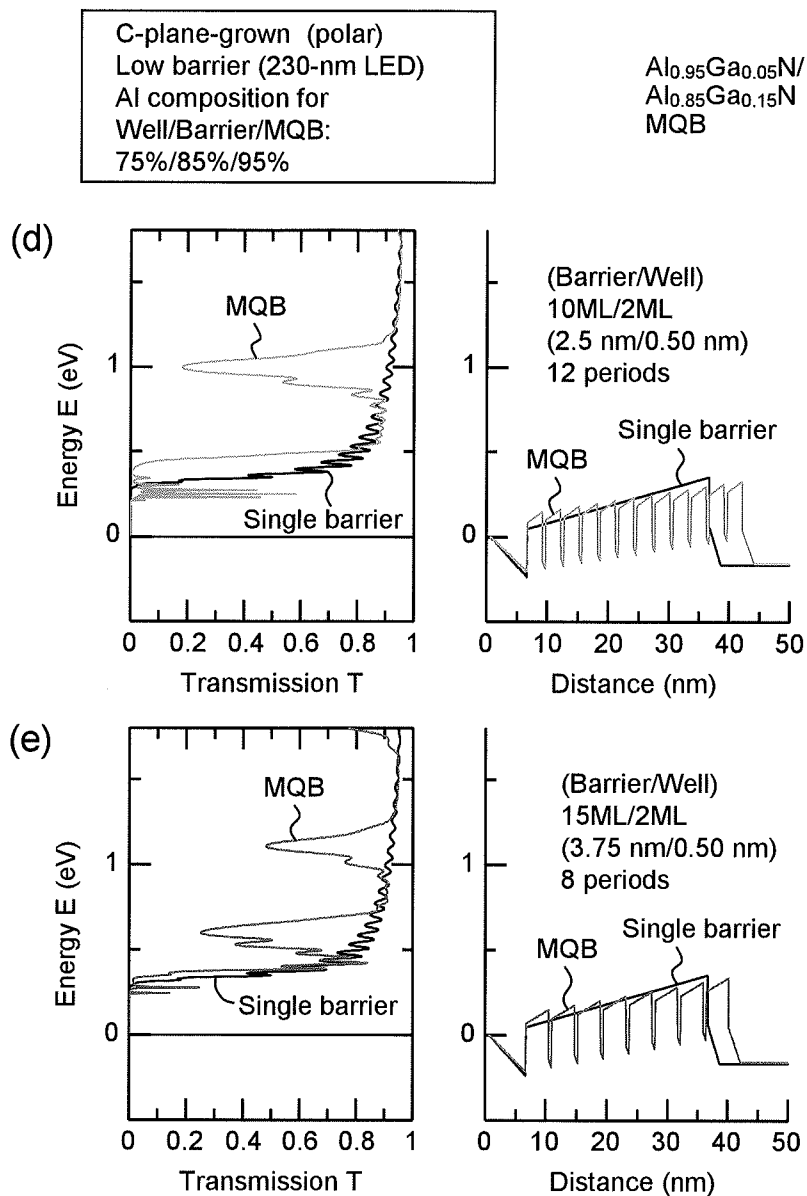 C-plane-grown (polar)
Low barrier (230-nm LED)
Al composition for
Well/Barrier/MQB:
75%/85%/95%
Al0.95Ga0.05N/
Al0.85Ga0.15N
MQB
(d)
Energy E (eV)
1
0
MQB
Single barrier
0 0.2 0.4 0.6 0.8 1
Transmission T
(Barrier/Well)
10ML/2ML
(2.5 nm/0.50 nm)
12 periods
1
0
Single barrier
MQB
0 10 20 30 40 50
Distance (nm)
(e)
Energy E (eV)
1
0
MQB
Single barrier
0 0.2 0.4 0.6 0.8 1
Transmission T
(Barrier/Well)
15ML/2ML
(3.75 nm/0.50 nm)
8 periods
1
0
Single barrier
MQB
0 10 20 30 40 50
Distance (nm)